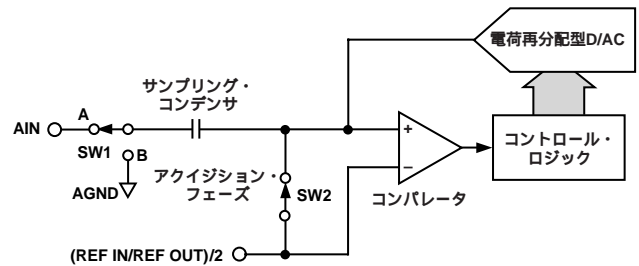 電荷再分配型D/AC
サンプリング・
コンデンサ
A
AIN
SW1
B
AGND
アクイジション・
フェーズ
SW2
+
−
コンパレータ
コントロール・
ロジック
(REF IN/REF OUT)/2